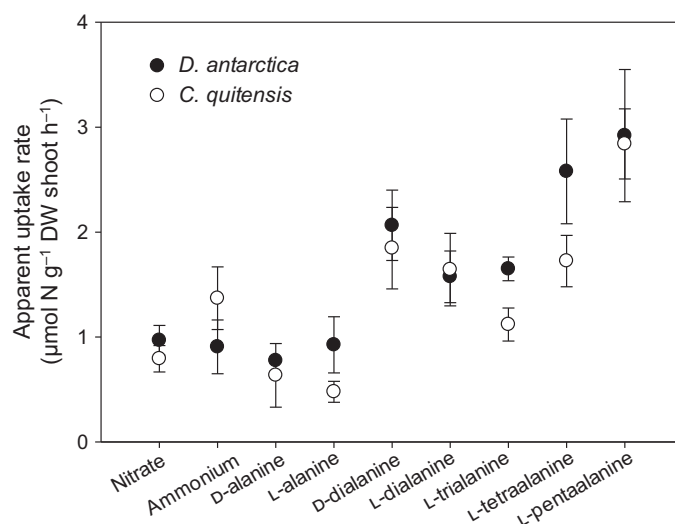 4
D. antarctica
C. quitensis
3
2
1
0
Apparent uptake rate
(μmol N g⁻¹ DW shoot h⁻¹)
Nitrate
Ammonium
D-alanine
L-alanine
D-dialanine
L-dialanine
L-trialanine
L-tetraalanine
L-pentaalanine